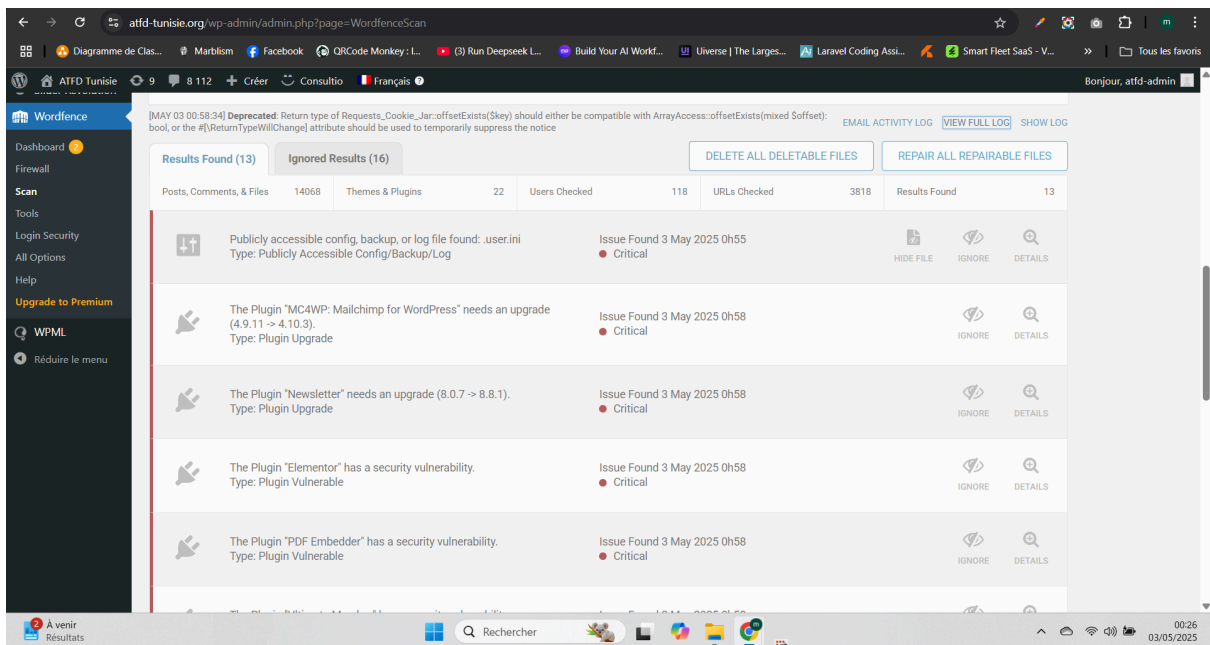 atfd-tunisie.org/wp-admin/admin.php?page=WordfenceScan
m
Diagramme de Clas... Marblism Facebook QRCode Monkey : l... (3) Run Deepseek L... Build Your AI Workf... Uiverse | The Larges... Laravel Coding Assi... Smart Fleet SaaS - V... » Tous les favoris
ATFD Tunisie 9 8 112 + Créer Consultio Français Bonjour, atfd-admin
Wordfence
Dashboard 2
Firewall
Scan
Tools
Login Security
All Options
Help
Upgrade to Premium
WPML
Réduire le menu
[MAY 03 00:58:34] Deprecated: Return type of Requests_Cookie_Jar::offsetExists($key) should either be compatible with ArrayAccess::offsetExists(mixed $offset):
bool, or the #[\ReturnTypeWillChange] attribute should be used to temporarily suppress the notice
EMAIL ACTIVITY LOG VIEW FULL LOG SHOW LOG
Results Found (13) Ignored Results (16) DELETE ALL DELETABLE FILES REPAIR ALL REPAIRABLE FILES
Posts, Comments, & Files 14068 Themes & Plugins 22 Users Checked 118 URLs Checked 3818 Results Found 13
Publicly accessible config, backup, or log file found: .user.ini
Type: Publicly Accessible Config/Backup/Log
Issue Found 3 May 2025 0h55
Critical
HIDE FILE IGNORE DETAILS
The Plugin "MC4WP: Mailchimp for WordPress" needs an upgrade
(4.9.11 -> 4.10.3).
Type: Plugin Upgrade
Issue Found 3 May 2025 0h58
Critical
IGNORE DETAILS
The Plugin "Newsletter" needs an upgrade (8.0.7 -> 8.8.1).
Type: Plugin Upgrade
Issue Found 3 May 2025 0h58
Critical
IGNORE DETAILS
The Plugin "Elementor" has a security vulnerability.
Type: Plugin Vulnerable
Issue Found 3 May 2025 0h58
Critical
IGNORE DETAILS
The Plugin "PDF Embedder" has a security vulnerability.
Type: Plugin Vulnerable
Issue Found 3 May 2025 0h58
Critical
IGNORE DETAILS
2 À venir
Résultats
Rechercher
00:26
03/05/2025